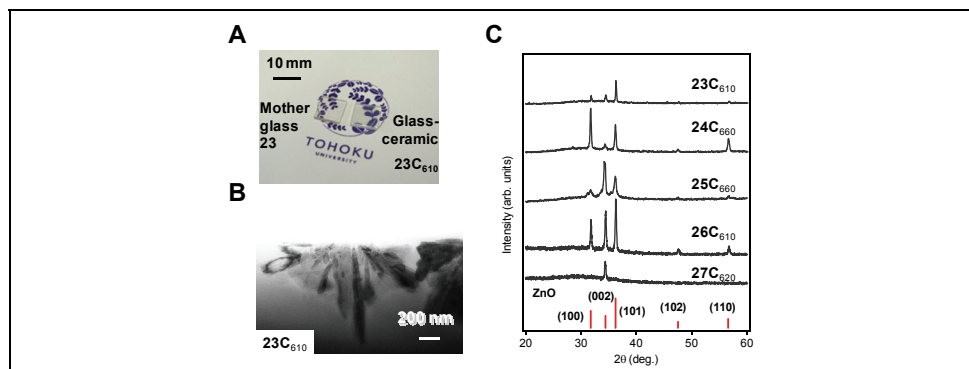 A
10 mm
Mother
glass
23
Glass-
ceramic
23C610
TOHOKU
UNIVERSITY
B
200 nm
23C610
C
Intensity (arb. units)
23C610
24C660
25C660
26C610
27C620
ZnO
(100)
(002)
(101)
(102)
(110)
20
30
40
50
60
2θ (deg.)